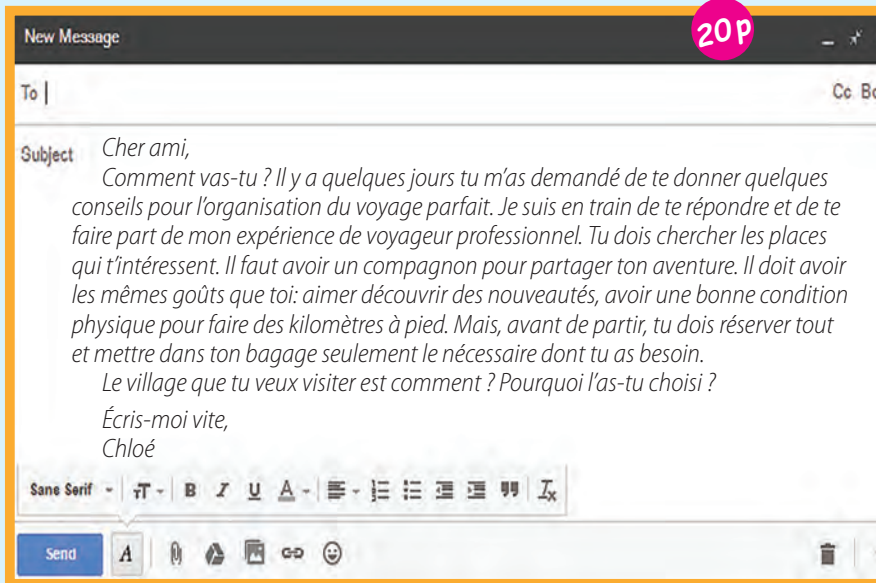 New Message
20 p
To
Cc Bc
Subject
Cher ami,
Comment vas-tu ? Il y a quelques jours tu m'as demandé de te donner quelques
conseils pour l'organisation du voyage parfait. Je suis en train de te répondre et de te
faire part de mon expérience de voyageur professionnel. Tu dois chercher les places
qui t'intéressent. Il faut avoir un compagnon pour partager ton aventure. Il doit avoir
les mêmes goûts que toi: aimer découvrir des nouveautés, avoir une bonne condition
physique pour faire des kilomètres à pied. Mais, avant de partir, tu dois réserver tout
et mettre dans ton bagage seulement le nécessaire dont tu as besoin.
Le village que tu veux visiter est comment ? Pourquoi l'as-tu choisi ?
Écris-moi vite,
Chloé
Sans Serif
Send